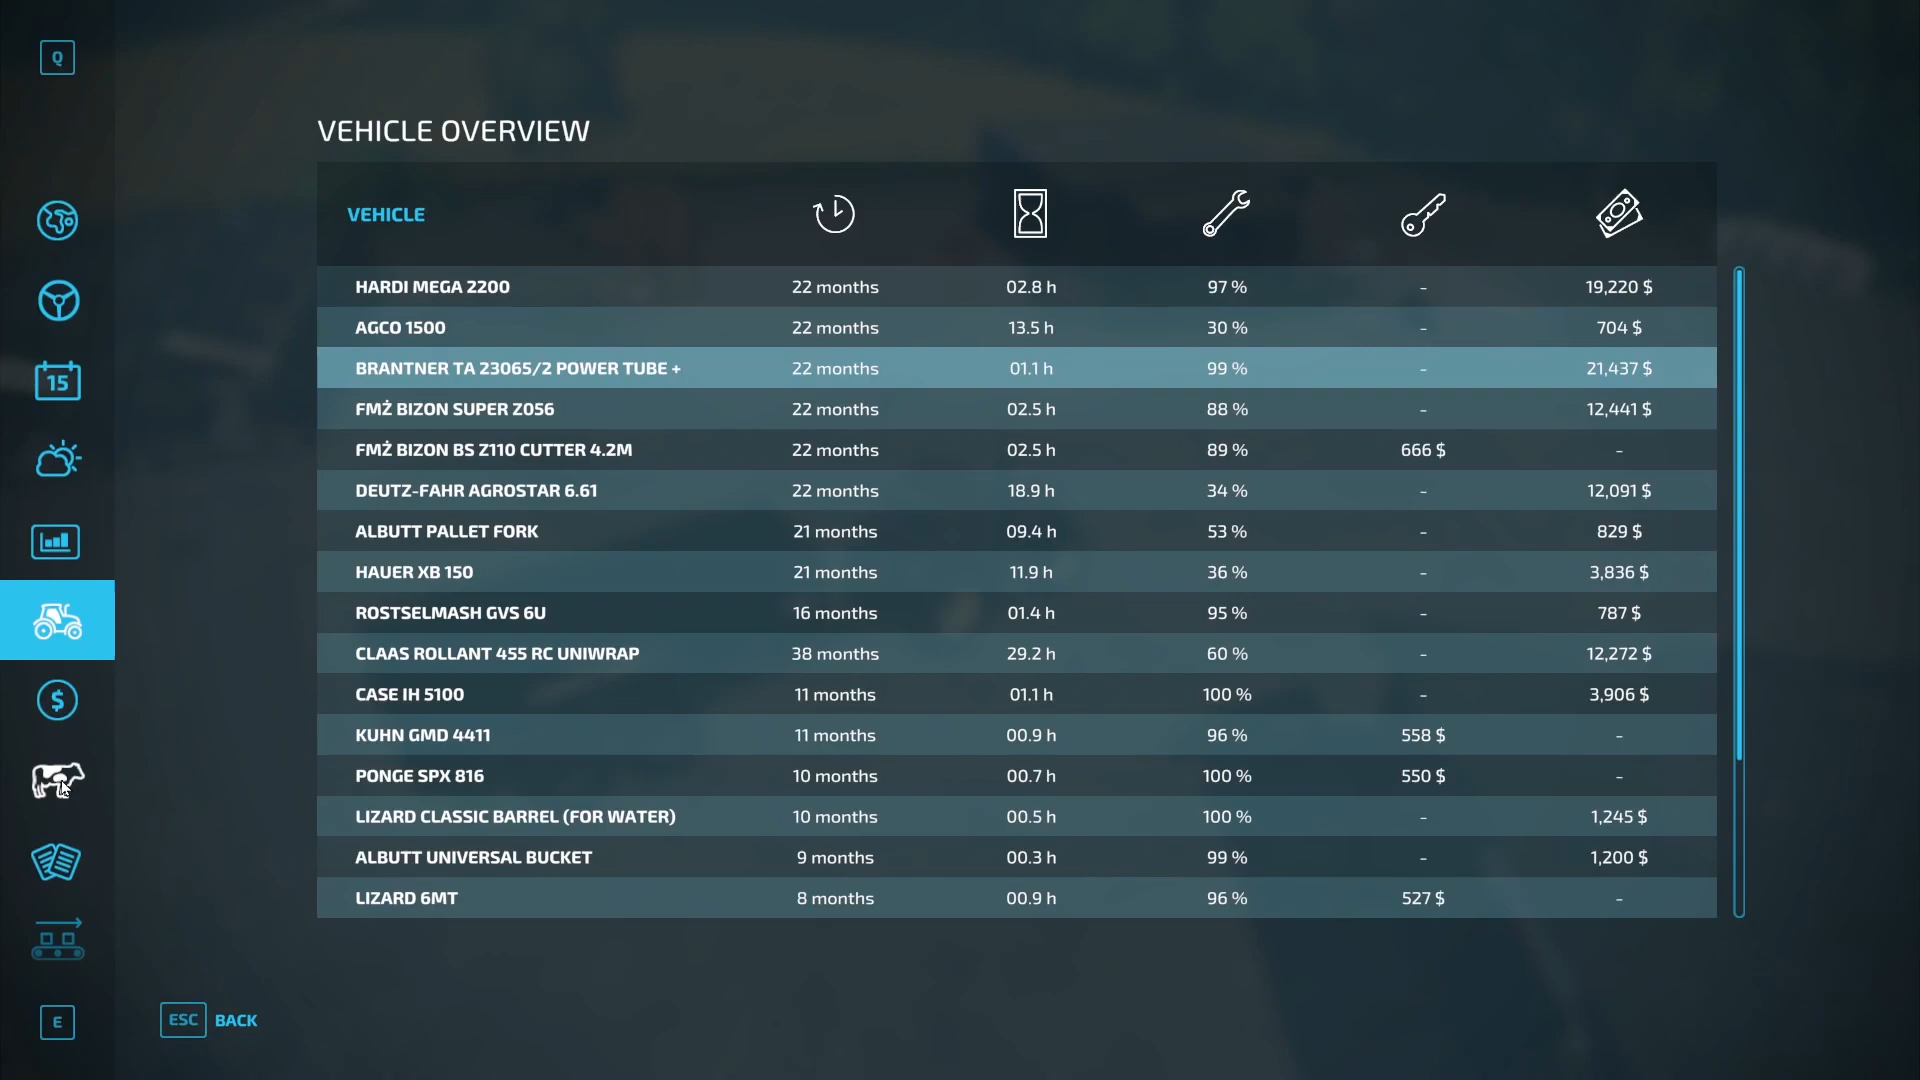 Q
VEHICLE OVERVIEW
VEHICLE
HARDI MEGA 2200 22 months 02.8 h 97 % - 19,220 $
AGCO 1500 22 months 13.5 h 30 % - 704 $
BRANTNER TA 23065/2 POWER TUBE + 22 months 01.1 h 99 % - 21,437 $
FMŻ BIZON SUPER Z056 22 months 02.5 h 88 % - 12,441 $
FMŻ BIZON BS Z110 CUTTER 4.2M 22 months 02.5 h 89 % 666 $ -
DEUTZ-FAHR AGROSTAR 6.61 22 months 18.9 h 34 % - 12,091 $
ALBUTT PALLET FORK 21 months 09.4 h 53 % - 829 $
HAUER XB 150 21 months 11.9 h 36 % - 3,836 $
ROSTSELMASH GVS 6U 16 months 01.4 h 95 % - 787 $
CLAAS ROLLANT 455 RC UNIWRAP 38 months 29.2 h 60 % - 12,272 $
CASE IH 5100 11 months 01.1 h 100 % - 3,906 $
KUHN GMD 4411 11 months 00.9 h 96 % 558 $ -
PONGE SPX 816 10 months 00.7 h 100 % 550 $ -
LIZARD CLASSIC BARREL (FOR WATER) 10 months 00.5 h 100 % - 1,245 $
ALBUTT UNIVERSAL BUCKET 9 months 00.3 h 99 % - 1,200 $
LIZARD 6MT 8 months 00.9 h 96 % 527 $ -
15
$
E
ESC BACK